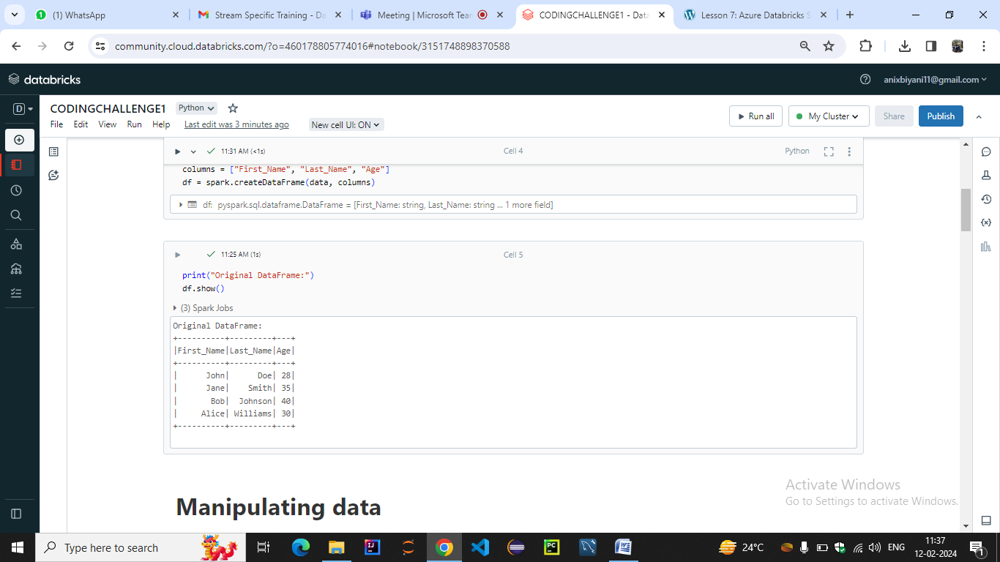 (1) WhatsApp
Stream Specific Training - Da
Meeting | Microsoft Tea
CODINGCHALLENGE1 - Data
Lesson 7: Azure Databricks S
community.cloud.databricks.com/?o=460178805774016#notebook/3151748898370588
databricks
anixbiyani11@gmail.com
D
CODINGCHALLENGE1
Python
File Edit View Run Help Last edit was 3 minutes ago New cell UI: ON
Run all
My Cluster
Share
Publish
11:31 AM (<1s)
Cell 4
Python
columns = ["First_Name", "Last_Name", "Age"]
df = spark.createDataFrame(data, columns)
df: pyspark.sql.dataframe.DataFrame = [First_Name: string, Last_Name: string ... 1 more field]
11:25 AM (1s)
Cell 5
print("Original DataFrame:")
df.show()
(3) Spark Jobs
Original DataFrame:
+----------+---------+---+
|First_Name|Last_Name|Age|
+----------+---------+---+
|      John|      Doe| 28|
|      Jane|    Smith| 35|
|       Bob|  Johnson| 40|
|     Alice| Williams| 30|
+----------+---------+---+
Manipulating data
Activate Windows
Go to Settings to activate Windows.
Type here to search
24°C
ENG
11:37
12-02-2024
1